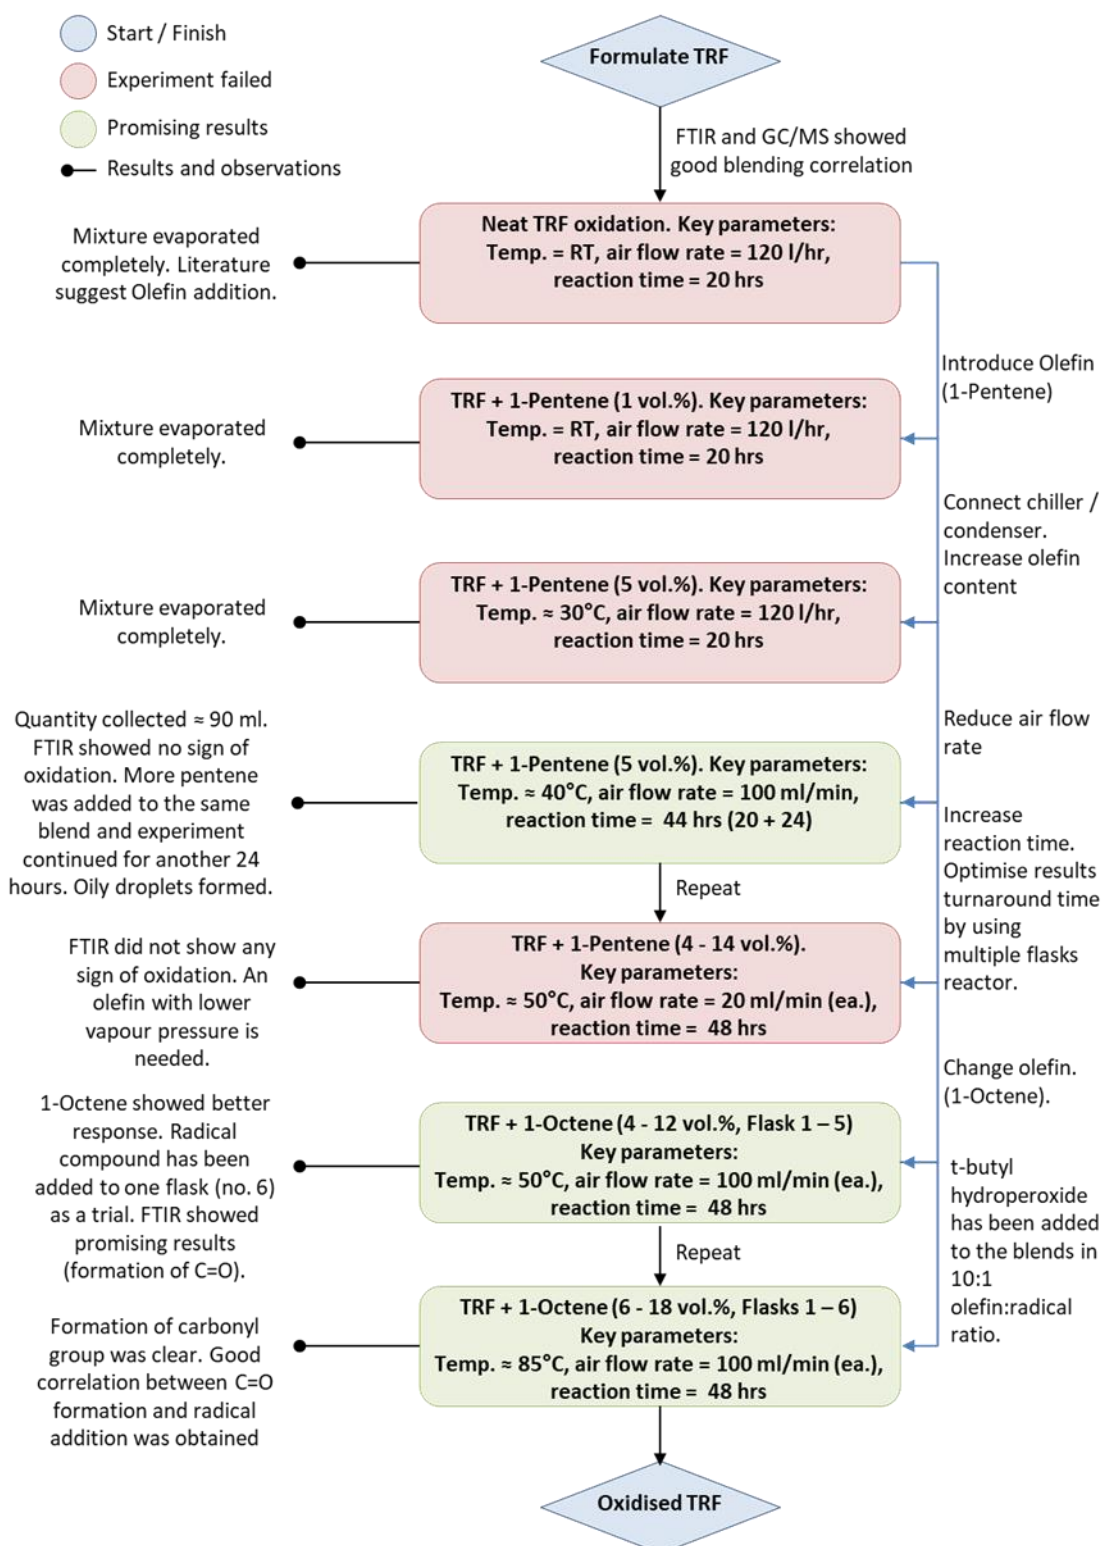 Start / Finish
Experiment failed
Promising results
Results and observations
Formulate TRF
FTIR and GC/MS showed
good blending correlation
Mixture evaporated
completely. Literature
suggest Olefin addition.
Neat TRF oxidation. Key parameters:
Temp. = RT, air flow rate = 120 l/hr,
reaction time = 20 hrs
Introduce Olefin
(1-Pentene)
Mixture evaporated
completely.
TRF + 1-Pentene (1 vol.%). Key parameters:
Temp. = RT, air flow rate = 120 l/hr,
reaction time = 20 hrs
Connect chiller /
condenser.
Increase olefin
content
Mixture evaporated
completely.
TRF + 1-Pentene (5 vol.%). Key parameters:
Temp. ≈ 30°C, air flow rate = 120 l/hr,
reaction time = 20 hrs
Reduce air flow
rate
Quantity collected ≈ 90 ml.
FTIR showed no sign of
oxidation. More pentene
was added to the same
blend and experiment
continued for another 24
hours. Oily droplets formed.
TRF + 1-Pentene (5 vol.%). Key parameters:
Temp. ≈ 40°C, air flow rate = 100 ml/min,
reaction time =  44 hrs (20 + 24)
Repeat
Increase
reaction time.
Optimise results
turnaround time
by using
multiple flasks
reactor.
FTIR did not show any
sign of oxidation. An
olefin with lower
vapour pressure is
needed.
TRF + 1-Pentene (4 - 14 vol.%).
Key parameters:
Temp. ≈ 50°C, air flow rate = 20 ml/min (ea.),
reaction time =  48 hrs
Change olefin.
(1-Octene).
1-Octene showed better
response. Radical
compound has been
added to one flask (no. 6)
as a trial. FTIR showed
promising results
(formation of C=O).
TRF + 1-Octene (4 - 12 vol.%, Flask 1 – 5)
Key parameters:
Temp. ≈ 50°C, air flow rate = 100 ml/min (ea.),
reaction time =  48 hrs
Repeat
t-butyl
hydroperoxide
has been added
to the blends in
10:1
olefin:radical
ratio.
Formation of carbonyl
group was clear. Good
correlation between C=O
formation and radical
addition was obtained
TRF + 1-Octene (6 - 18 vol.%, Flasks 1 – 6)
Key parameters:
Temp. ≈ 85°C, air flow rate = 100 ml/min (ea.),
reaction time =  48 hrs
Oxidised TRF